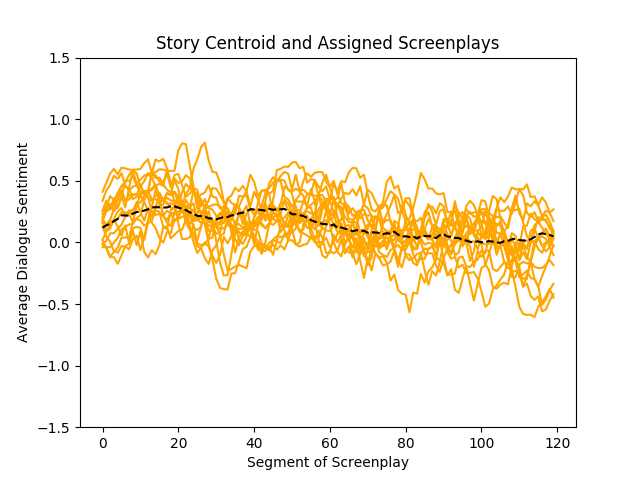 Story Centroid and Assigned Screenplays
1.5
1.0
0.5
0.0
−0.5
−1.0
−1.5
Average Dialogue Sentiment
0 20 40 60 80 100 120
Segment of Screenplay